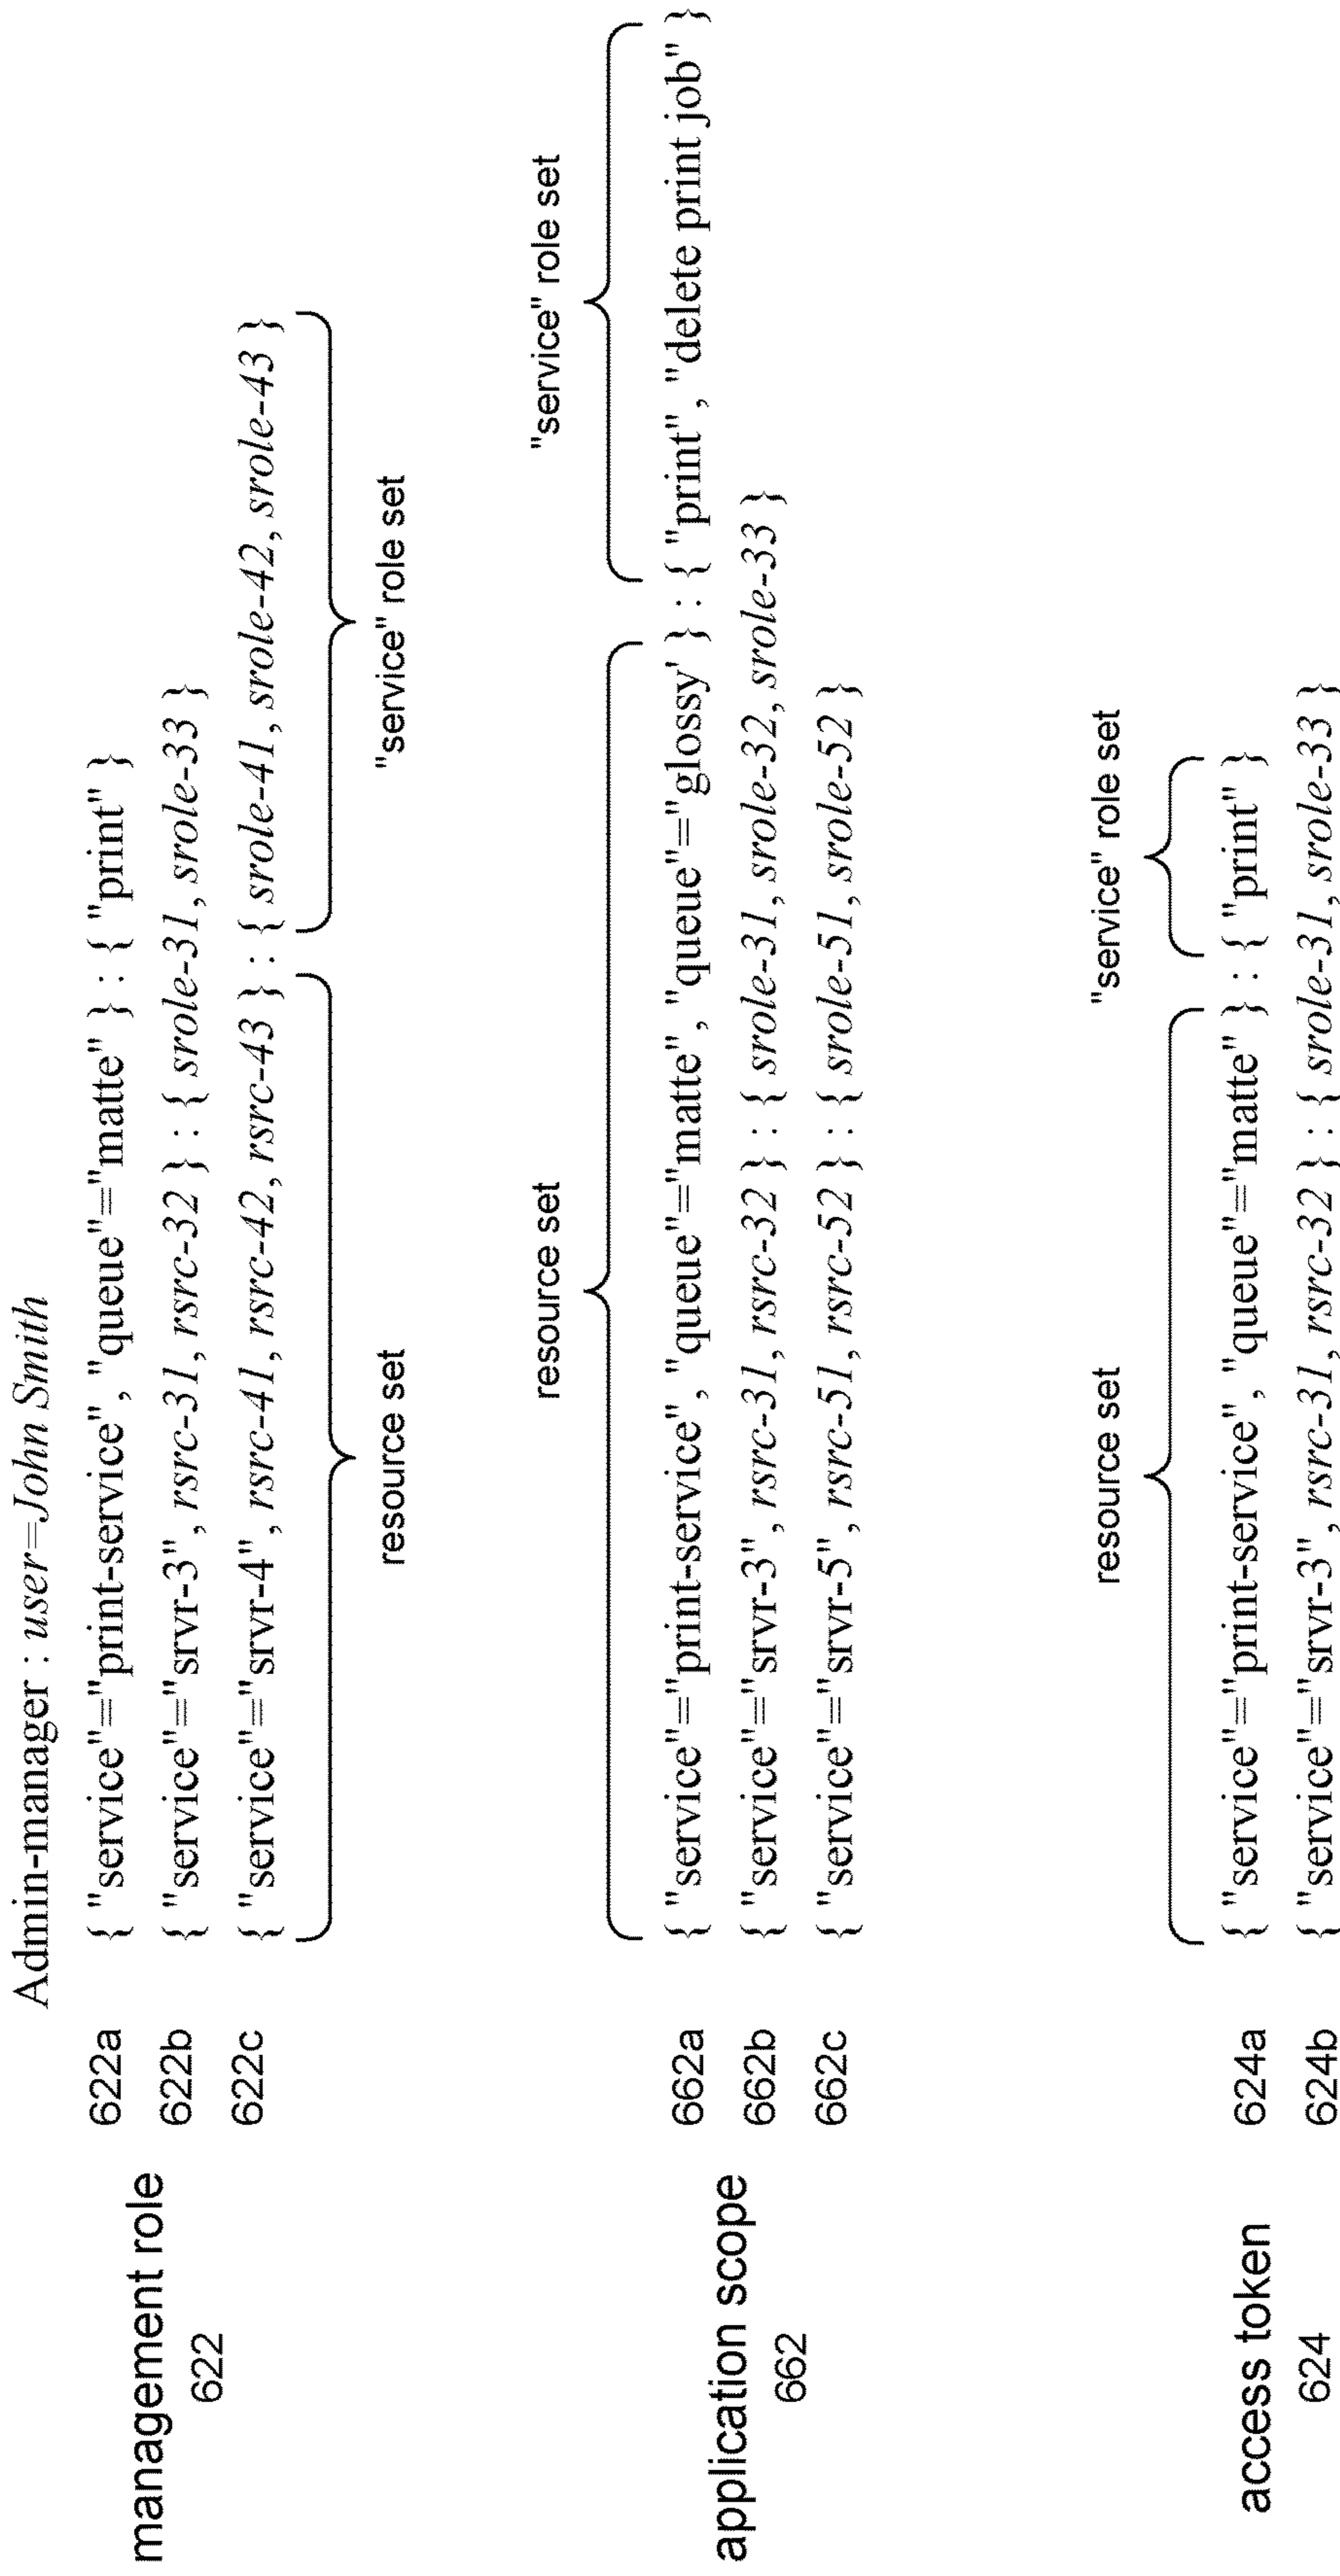 Admin-manager : user=John Smith
management role
622
622a { "service"="print-service", "queue"="matte" } : { "print" }
622b { "service"="srvr-3", rsrc-31, rsrc-32 } : { srole-31, srole-33 }
622c { "service"="srvr-4", rsrc-41, rsrc-42, rsrc-43 } : { srole-41, srole-42, srole-43 }
resource set "service" role set
resource set "service" role set
application scope
662
662a { "service"="print-service", "queue"="matte", "queue"="glossy' } : { "print", "delete print job" }
662b { "service"="srvr-3", rsrc-31, rsrc-32 } : { srole-31, srole-32, srole-33 }
662c { "service"="srvr-5", rsrc-51, rsrc-52 } : { srole-51, srole-52 }
resource set "service" role set
access token
624
624a { "service"="print-service", "queue"="matte" } : { "print" }
624b { "service"="srvr-3", rsrc-31, rsrc-32 } : { srole-31, srole-33 }